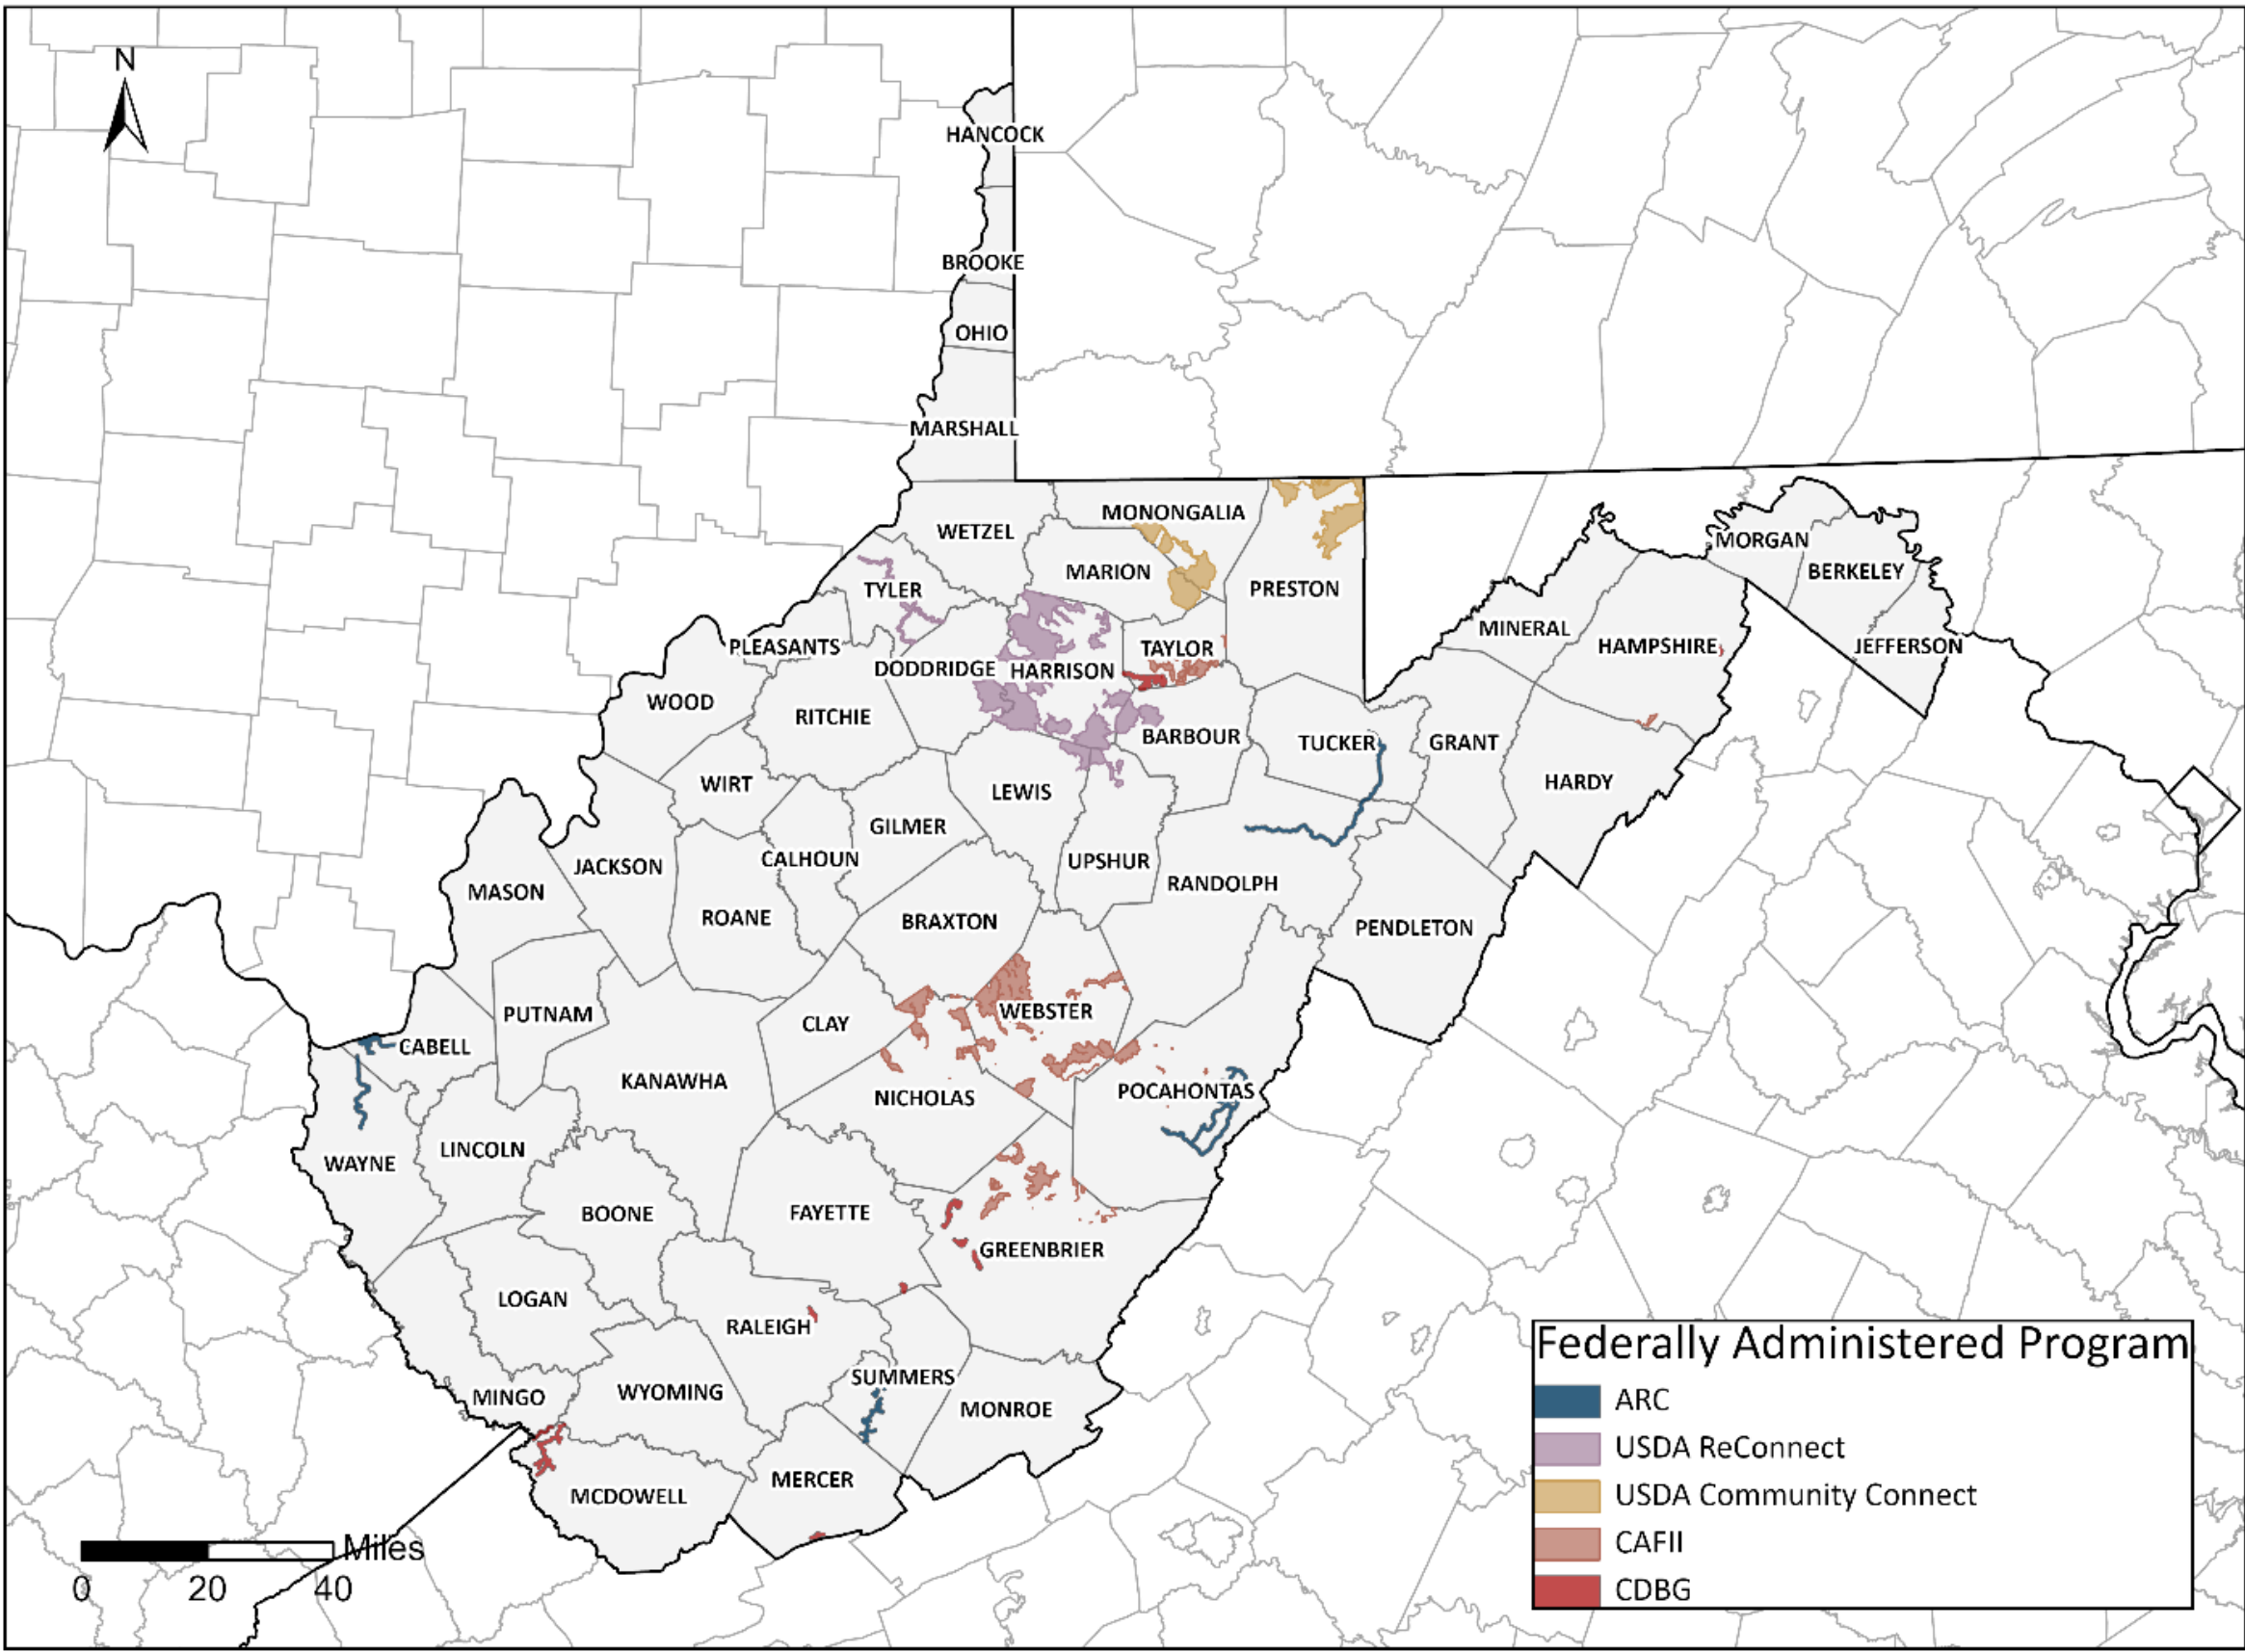 N
HANCOCK
BROOKE
OHIO
MARSHALL
WETZEL
MONONGALIA
MORGAN
MARION
BERKELEY
TYLER
PRESTON
MINERAL
PLEASANTS
TAYLOR
HAMPSHIRE
JEFFERSON
DODDRIDGE
HARRISON
WOOD
RITCHIE
BARBOUR
TUCKER
GRANT
WIRT
LEWIS
HARDY
GILMER
CALHOUN
JACKSON
UPSHUR
RANDOLPH
MASON
ROANE
BRAXTON
PENDLETON
PUTNAM
CLAY
WEBSTER
CABELL
KANAWHA
NICHOLAS
POCAHONTAS
LINCOLN
WAYNE
BOONE
FAYETTE
GREENBRIER
LOGAN
RALEIGH
SUMMERS
MINGO
WYOMING
MONROE
MERCER
MCDOWELL
Federally Administered Program
ARC
USDA ReConnect
USDA Community Connect
CAFII
CDBG
Miles
0 20 40